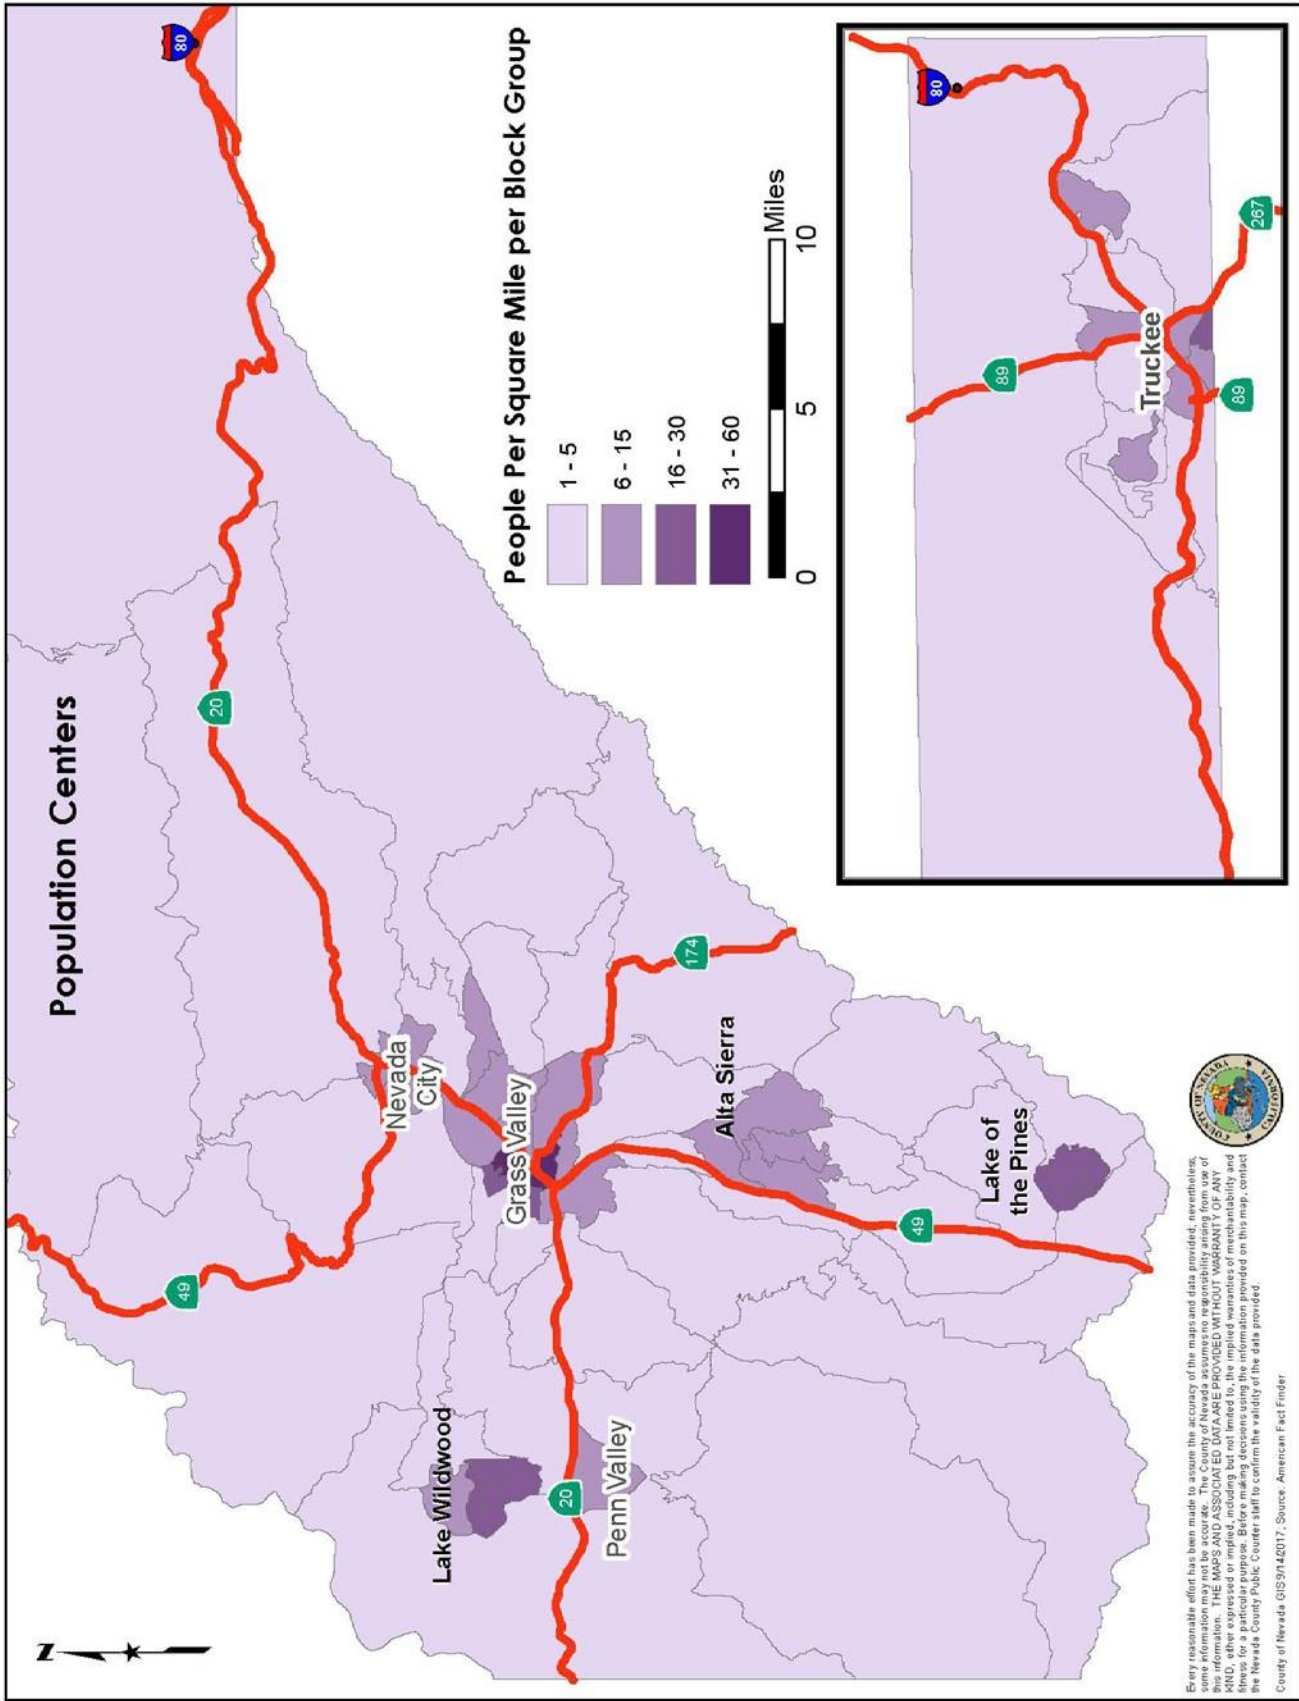 Population Centers
N
80
20
49
Nevada
City
Grass Valley
174
Alta Sierra
Lake of
the Pines
49
Lake Wildwood
20
Penn Valley
People Per Square Mile per Block Group
1 - 5
6 - 15
16 - 30
31 - 60
0
5
10
Miles
80
89
Truckee
89
267
COUNTY OF NEVADA
CALIFORNIA
Every reasonable effort has been made to assure the accuracy of the maps and data provided; nevertheless,
some information may not be accurate. The County of Nevada assumes no responsibility arising from use of
this information. THE MAPS AND ASSOCIATED DATA ARE PROVIDED WITHOUT WARRANTY OF ANY
KIND, either expressed or implied, including but not limited to, the implied warranties of merchantability and
fitness for a particular purpose. Before making decisions using the information provided on this map, contact
the Nevada County Public Counter staff to confirm the validity of the data provided.
County of Nevada GIS 9/14/2017; Source: American Fact Finder